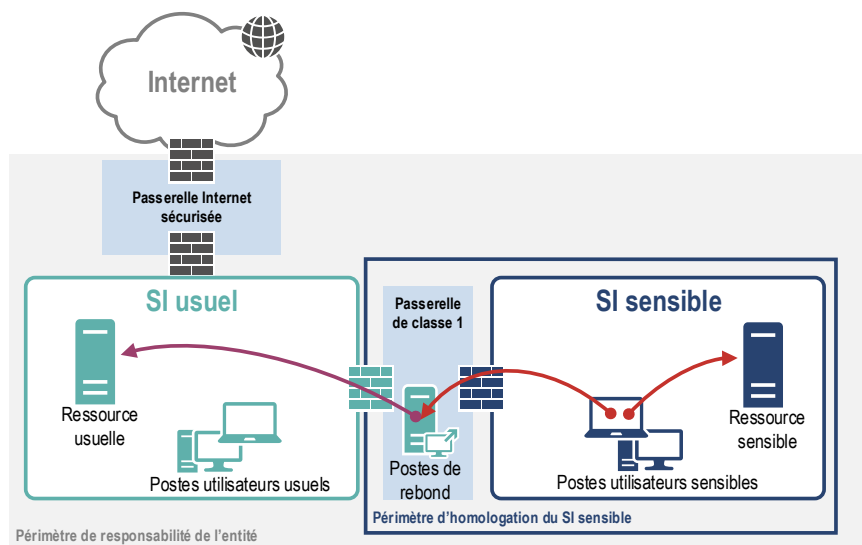 Internet
Passerelle Internet
sécurisée
SI usuel
Passerelle
de classe 1
SI sensible
Ressource
usuelle
Postes utilisateurs usuels
Postes de
rebond
Postes utilisateurs sensibles
Ressource
sensible
Périmètre d’homologation du SI sensible
Périmètre de responsabilité de l’entité